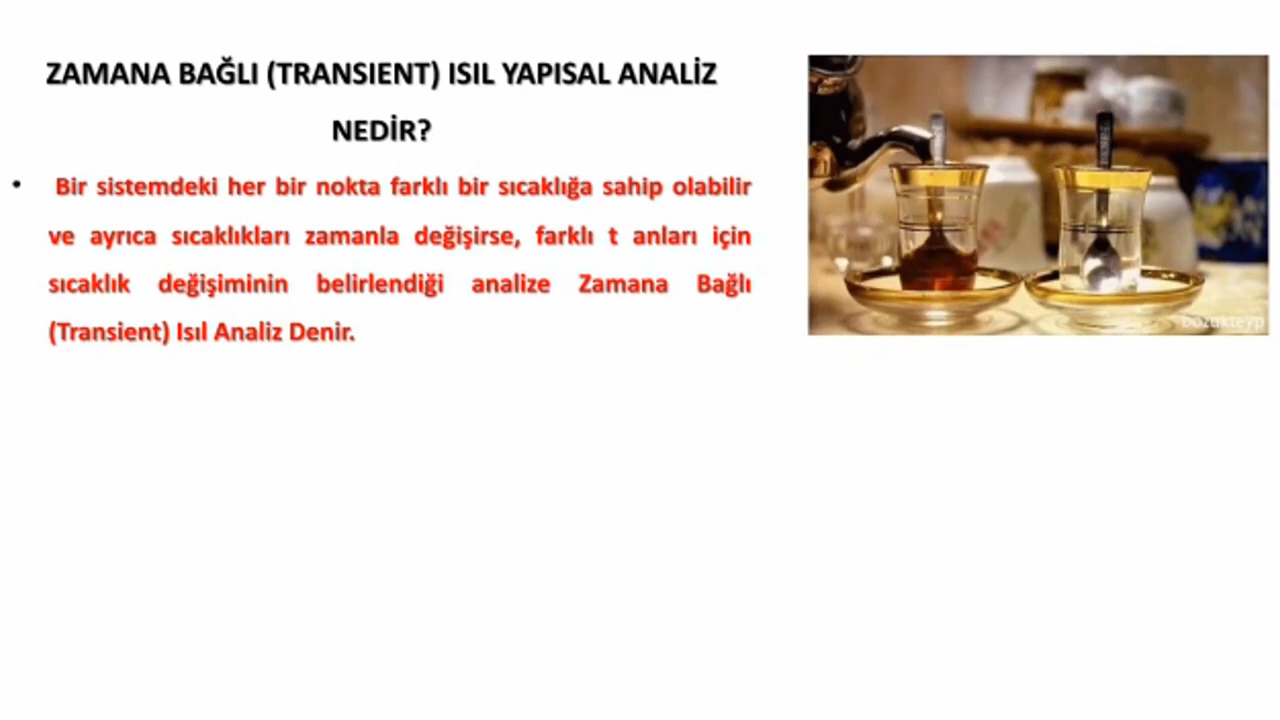 ZAMANA BAĞLI (TRANSIENT) ISIL YAPISAL ANALİZ
NEDİR?
• Bir sistemdeki her bir nokta farklı bir sıcaklığa sahip olabilir
ve ayrıca sıcaklıkları zamanla değişirse, farklı t anları için
sıcaklık değişiminin belirlendiği analize Zamana Bağlı
(Transient) Isıl Analiz Denir.
bozukteyp